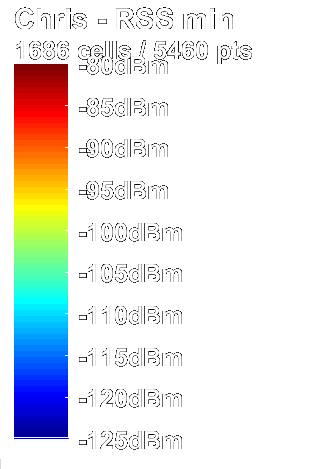 Chris - RSS min
1686 cells / 5460 pts
-80dBm
-85dBm
-90dBm
-95dBm
-100dBm
-105dBm
-110dBm
-115dBm
-120dBm
-125dBm